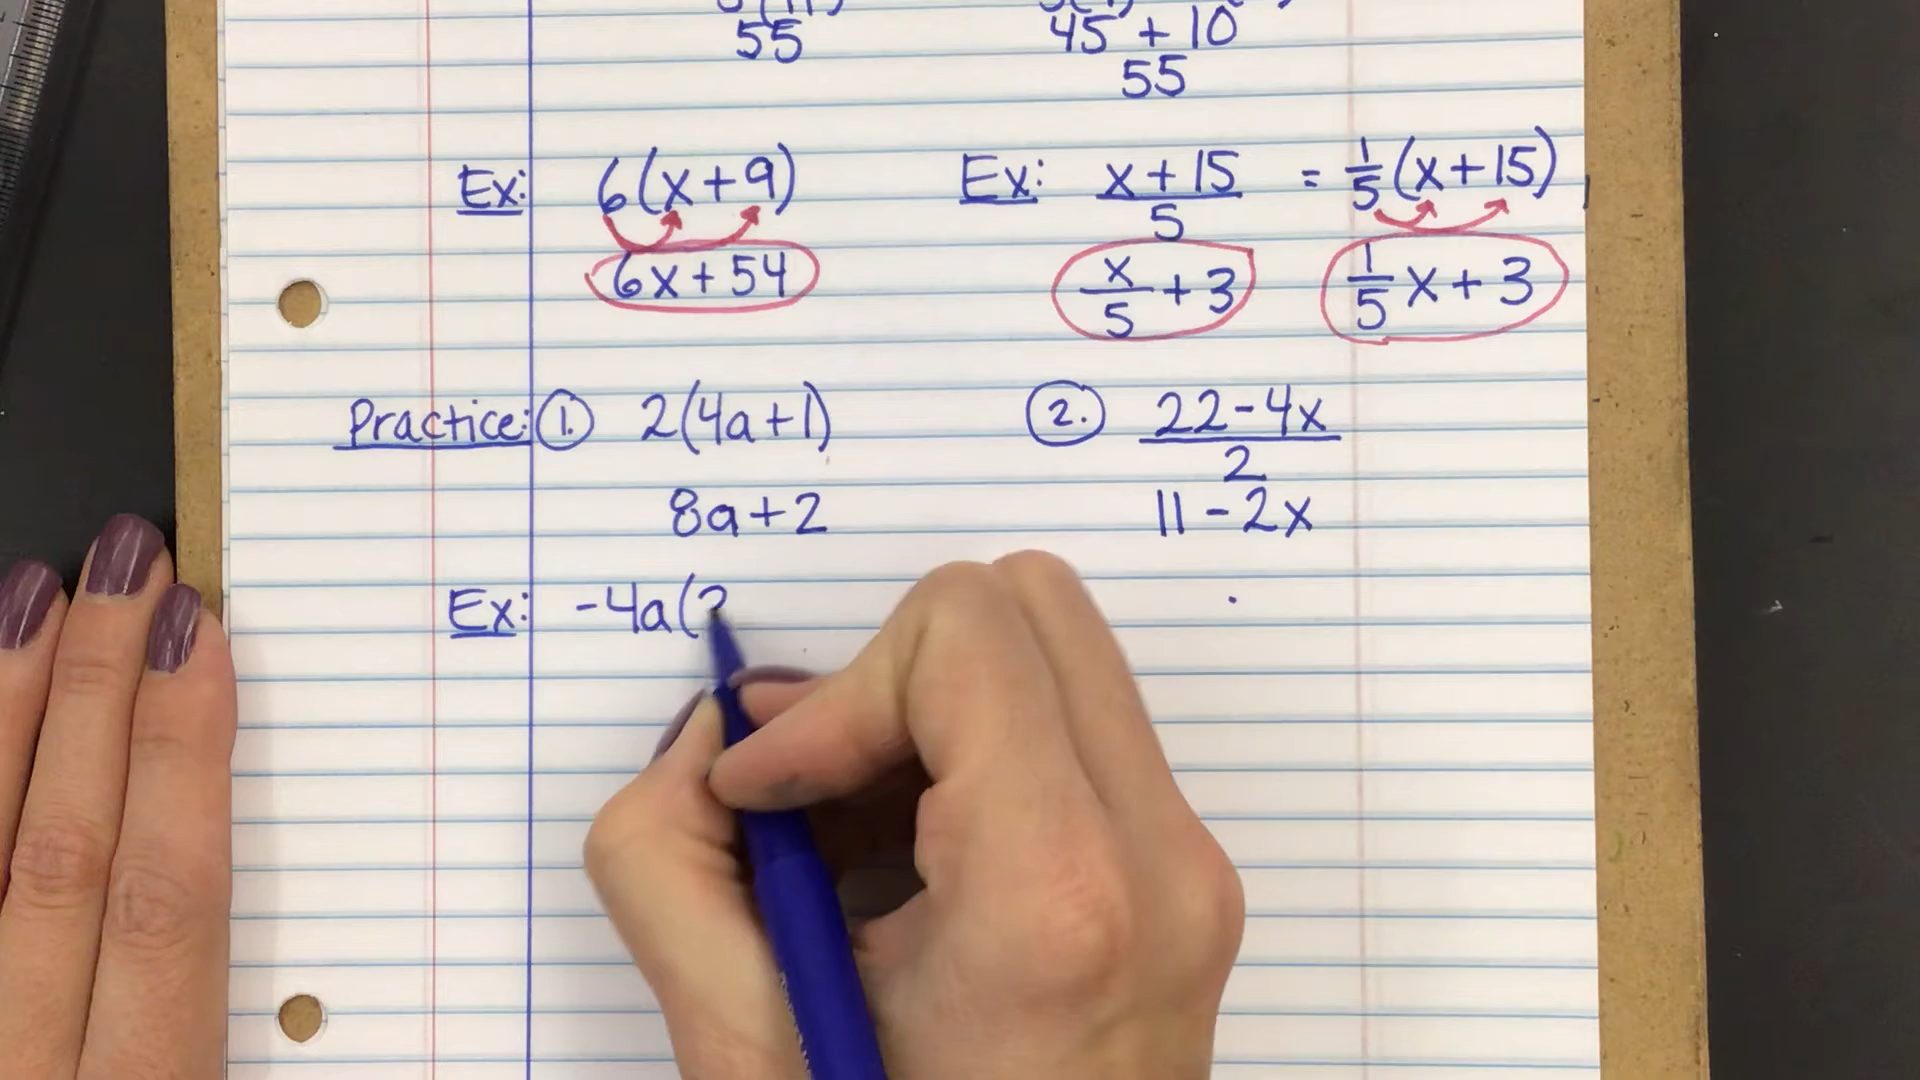 55
45 + 10
55
Ex: 6(x+9)
6x + 54
Ex: x + 15 / 5 = 1/5 (x + 15)
x/5 + 3
1/5 x + 3
Practice: 1. 2(4a+1)
8a + 2
2. 22 - 4x / 2
11 - 2x
Ex: -4a(